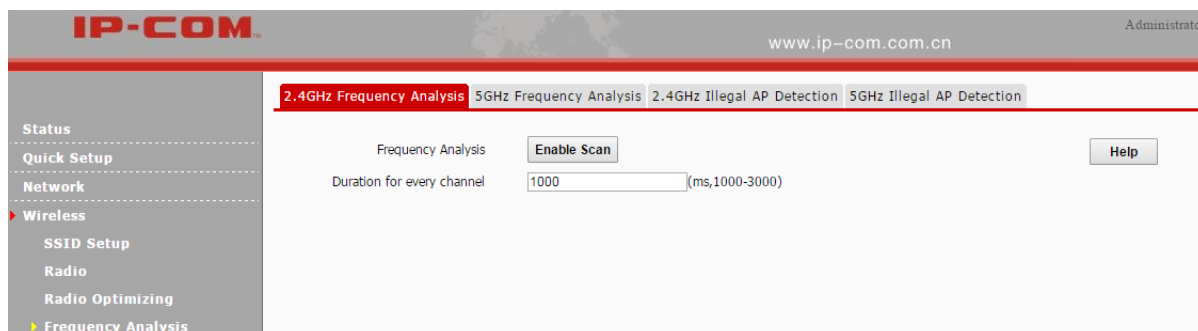 IP-COM
www.ip-com.com.cn
2.4GHz Frequency Analysis 5GHz Frequency Analysis 2.4GHz Illegal AP Detection 5GHz Illegal AP Detection
Status
Quick Setup
Network
Wireless
SSID Setup
Radio
Radio Optimizing
Frequency Analysis
Frequency Analysis Enable Scan Help
Duration for every channel 1000 (ms,1000-3000)